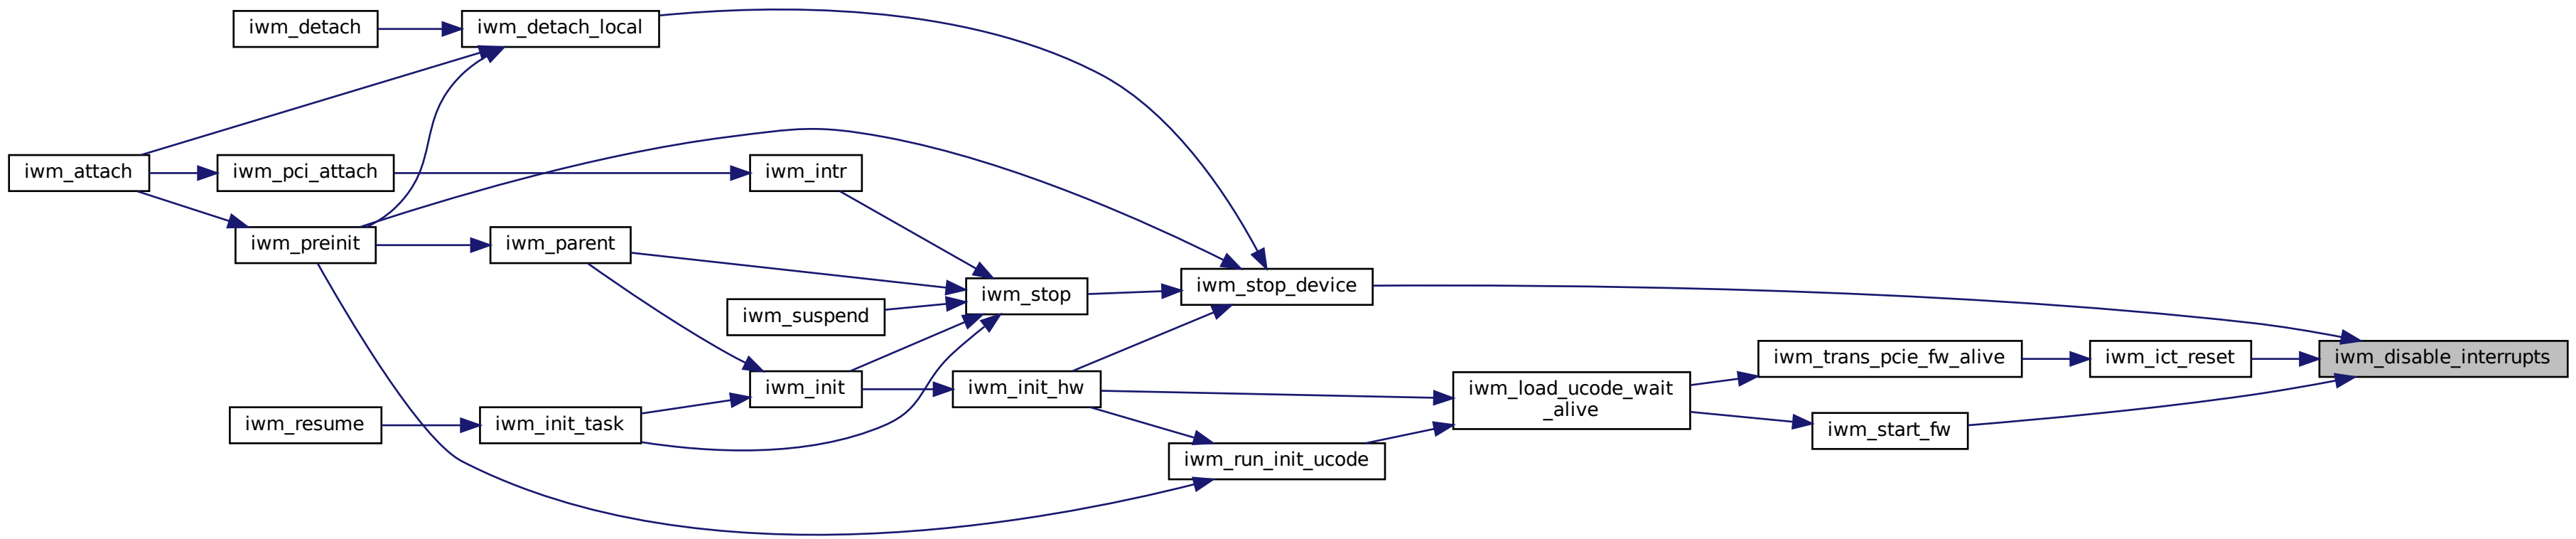 iwm_detach
iwm_detach_local
iwm_attach
iwm_pci_attach
iwm_intr
iwm_preinit
iwm_parent
iwm_stop_device
iwm_stop
iwm_suspend
iwm_trans_pcie_fw_alive
iwm_ict_reset
iwm_disable_interrupts
iwm_init
iwm_init_hw
iwm_load_ucode_wait
_alive
iwm_resume
iwm_init_task
iwm_start_fw
iwm_run_init_ucode